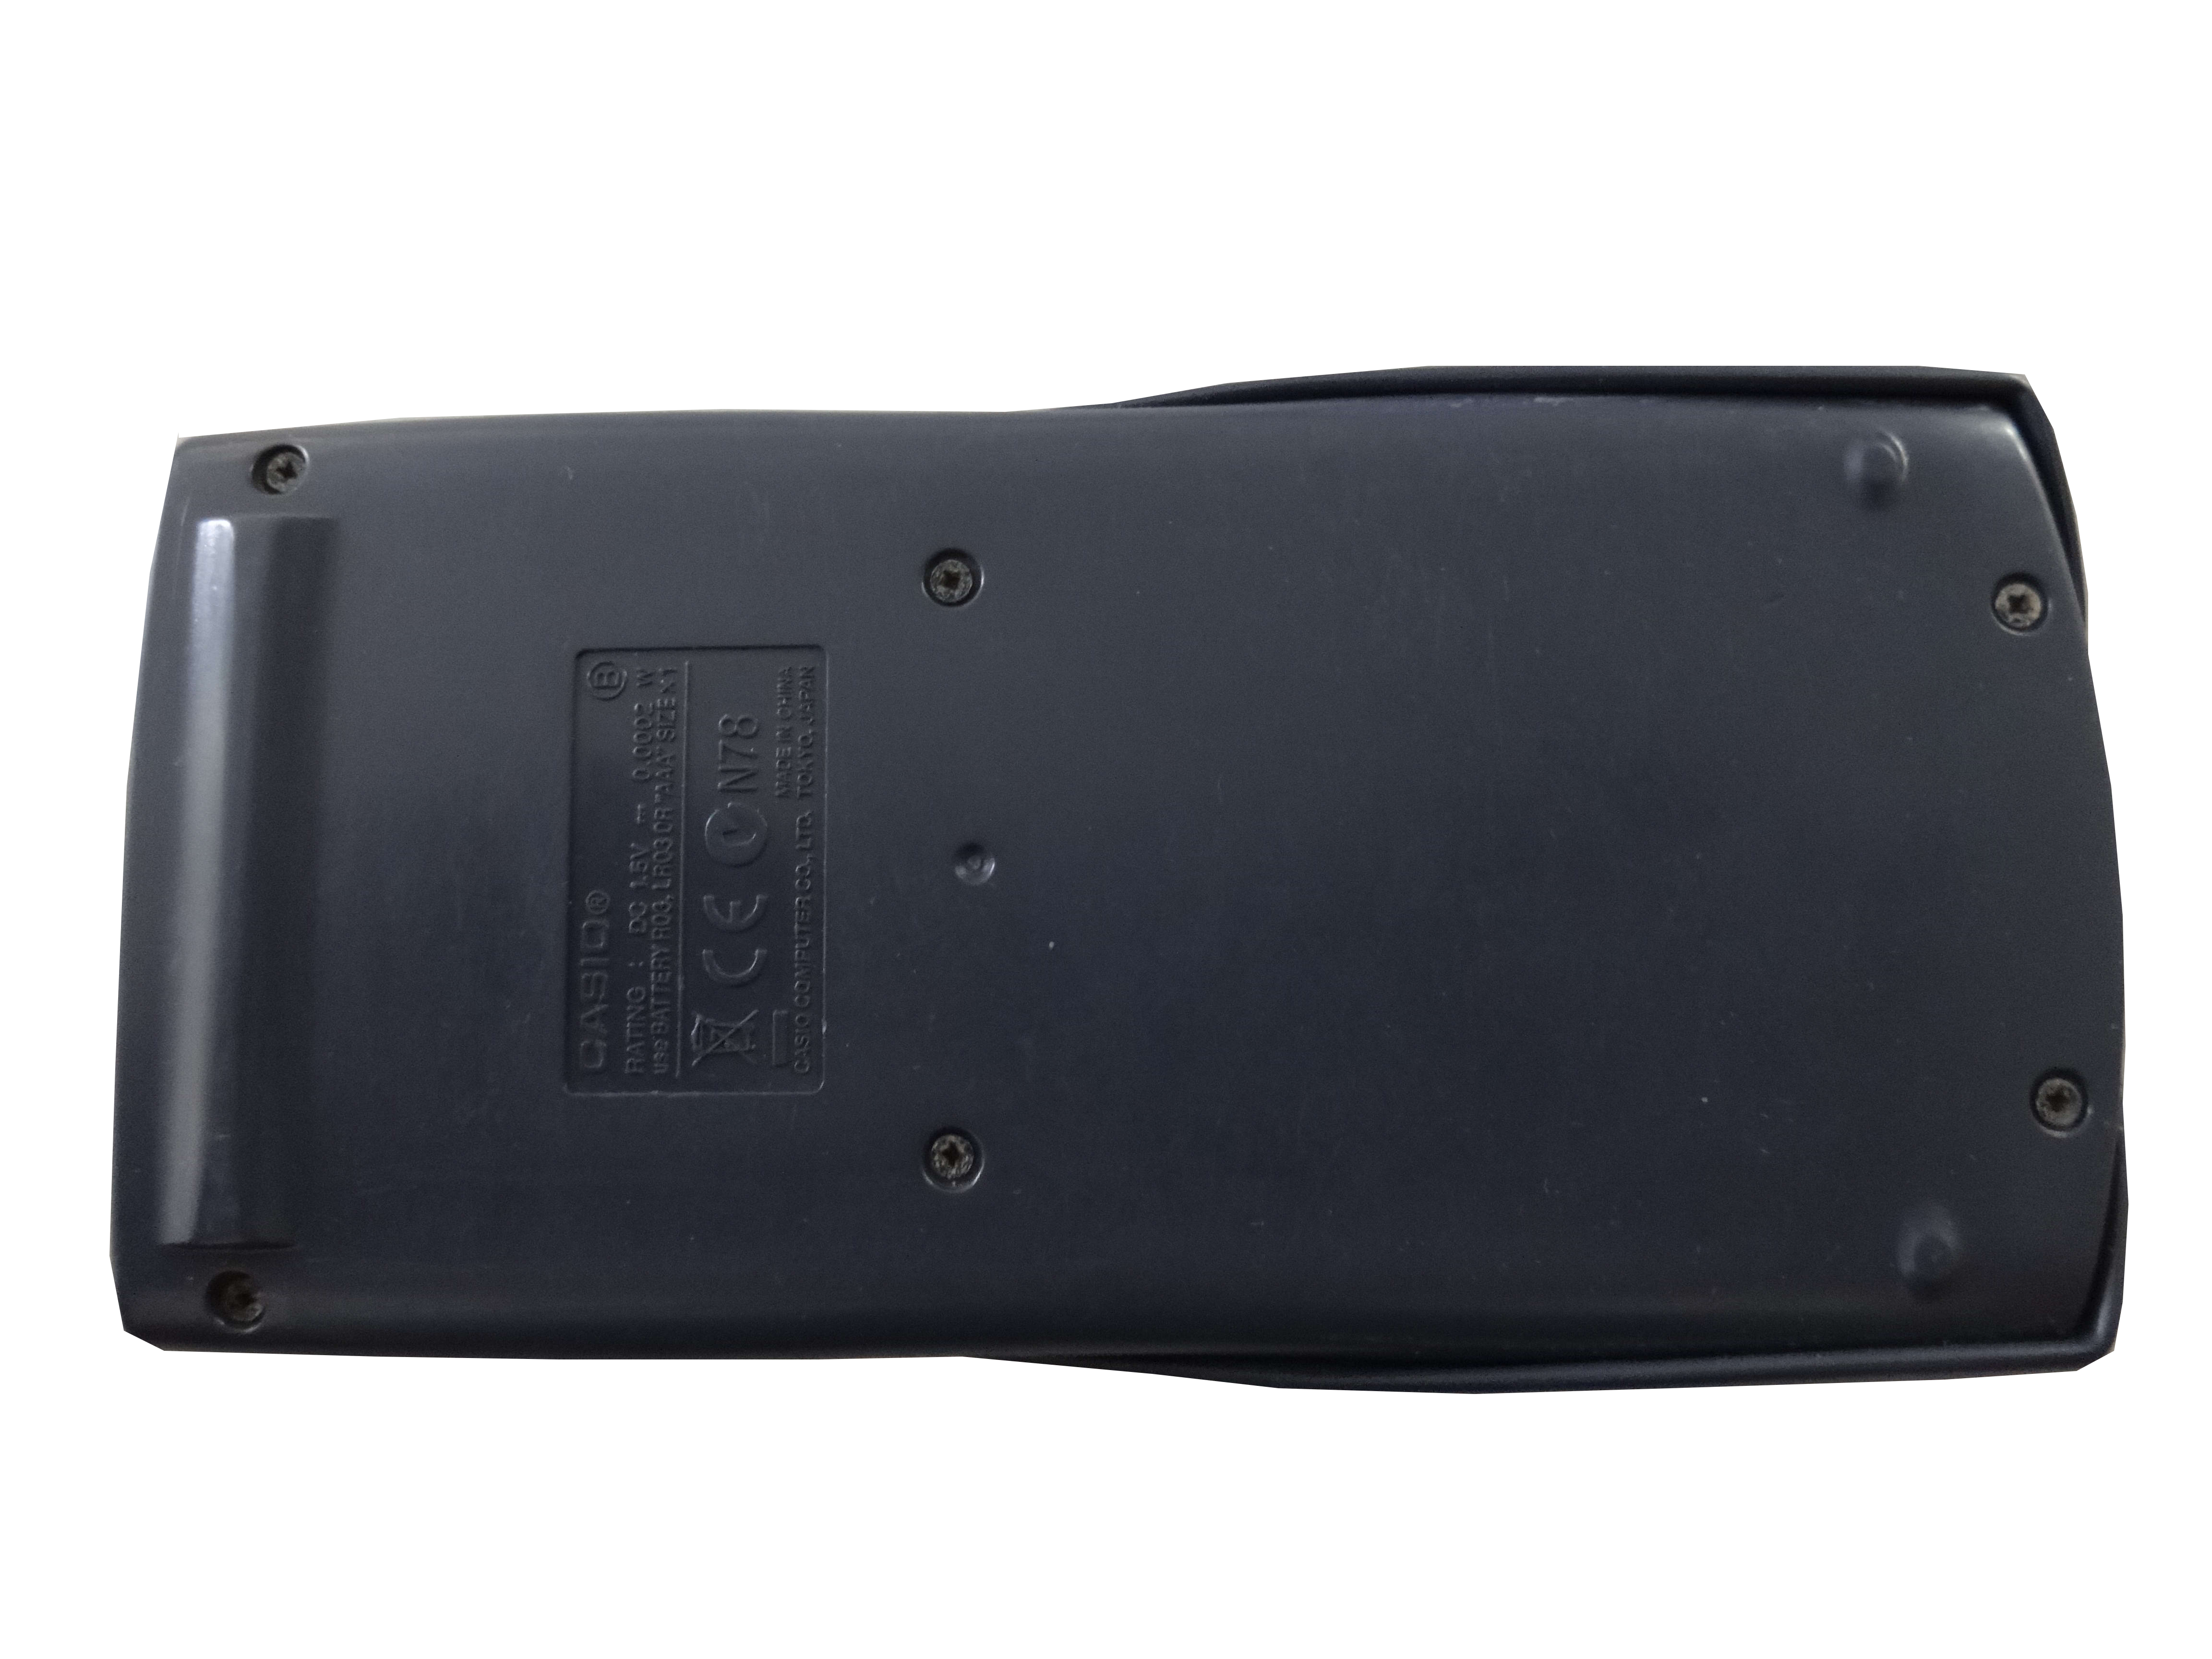 CASIO® Ⓑ
RATING : DC 1.5V ⎓ 0.0002 W
use BATTERY R03, LR03 OR "AAA" SIZE×1
CE N78
MADE IN CHINA
CASIO COMPUTER CO., LTD. TOKYO, JAPAN